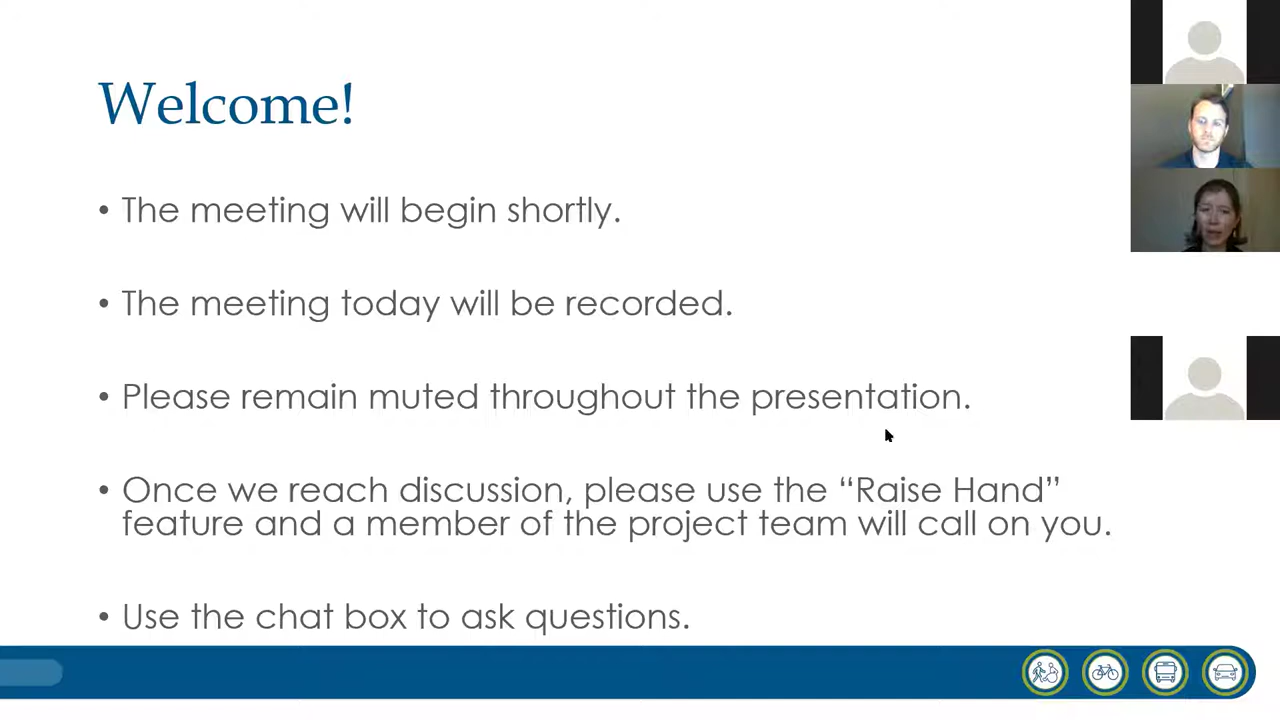 Welcome!
• The meeting will begin shortly.
• The meeting today will be recorded.
• Please remain muted throughout the presentation.
• Once we reach discussion, please use the “Raise Hand”
feature and a member of the project team will call on you.
• Use the chat box to ask questions.